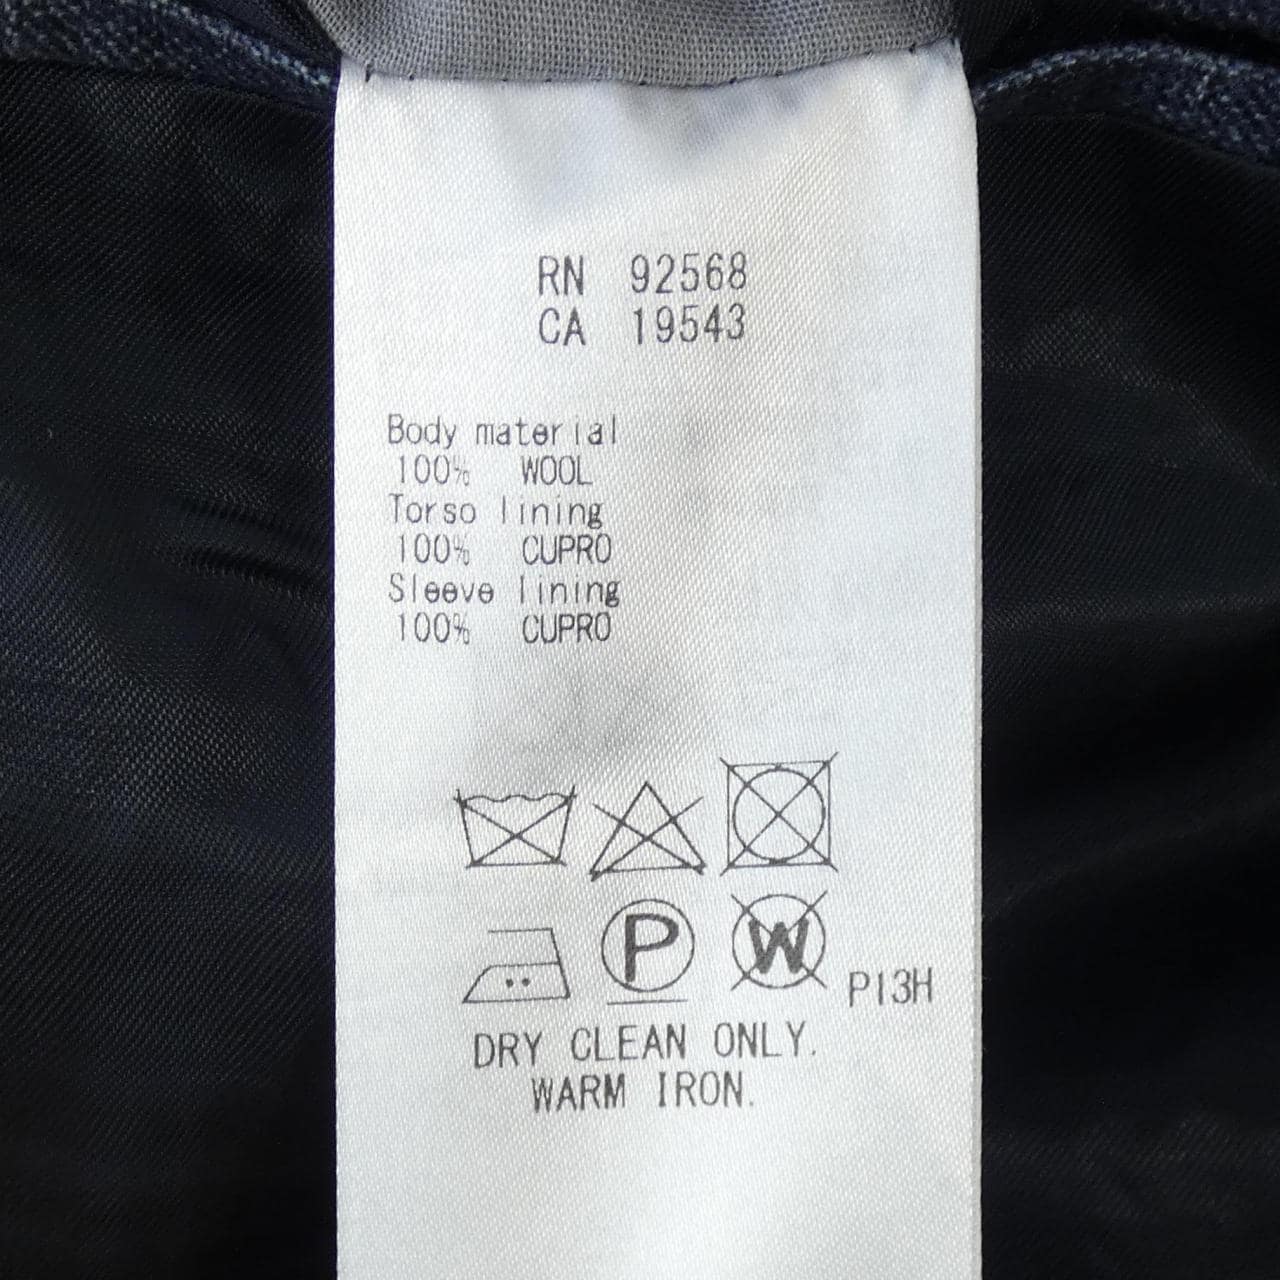 RN 92568
CA 19543
Body material
100% WOOL
Torso lining
100% CUPRO
Sleeve lining
100% CUPRO
P W P13H
DRY CLEAN ONLY.
WARM IRON.